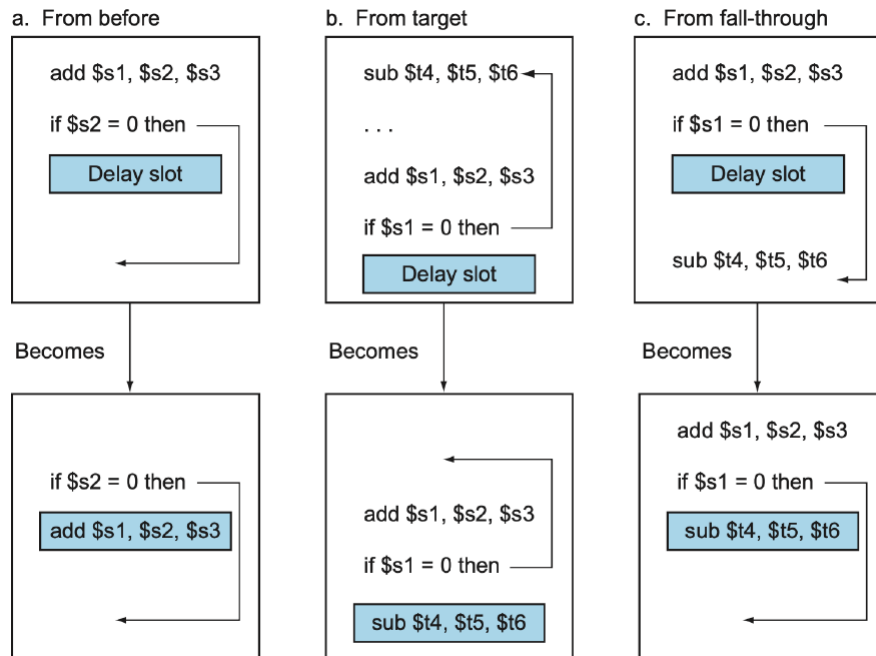 a. From before
add $s1, $s2, $s3
if $s2 = 0 then
Delay slot
Becomes
if $s2 = 0 then
add $s1, $s2, $s3
b. From target
sub $t4, $t5, $t6
. . .
add $s1, $s2, $s3
if $s1 = 0 then
Delay slot
Becomes
add $s1, $s2, $s3
if $s1 = 0 then
sub $t4, $t5, $t6
c. From fall-through
add $s1, $s2, $s3
if $s1 = 0 then
Delay slot
sub $t4, $t5, $t6
Becomes
add $s1, $s2, $s3
if $s1 = 0 then
sub $t4, $t5, $t6